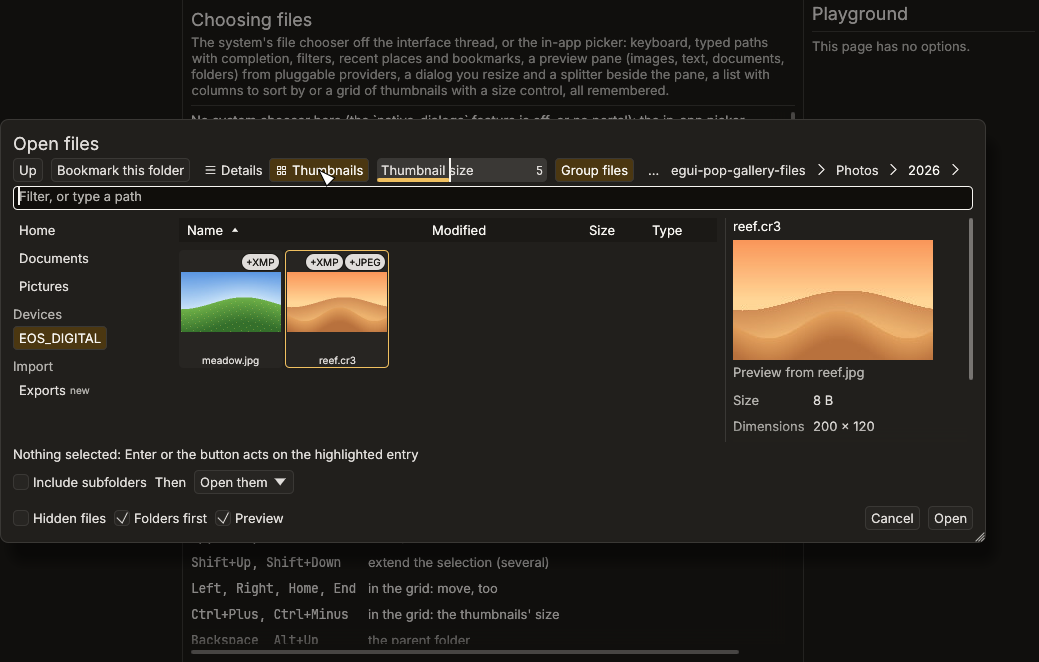 Choosing files
The system's file chooser off the interface thread, or the in-app picker: keyboard, typed paths
with completion, filters, recent places and bookmarks, a preview pane (images, text, documents,
folders) from pluggable providers, a dialog you resize and a splitter beside the pane, a list with
columns to sort by or a grid of thumbnails with a size control, all remembered.
Playground
This page has no options.
Open files
Up Bookmark this folder Details Thumbnails Thumbnail size 5 Group files ... egui-pop-gallery-files Photos 2026
Filter, or type a path
Home
Documents
Pictures
Devices
EOS_DIGITAL
Import
Exports new
Name Modified Size Type
+XMP +XMP +JPEG
meadow.jpg reef.cr3
reef.cr3
Preview from reef.jpg
Size 8 B
Dimensions 200 × 120
Nothing selected: Enter or the button acts on the highlighted entry
Include subfolders Then Open them
Hidden files Folders first Preview Cancel Open
Shift+Up, Shift+Down extend the selection (several)
Left, Right, Home, End in the grid: move, too
Ctrl+Plus, Ctrl+Minus in the grid: the thumbnails' size
Backspace Alt+Up the parent folder